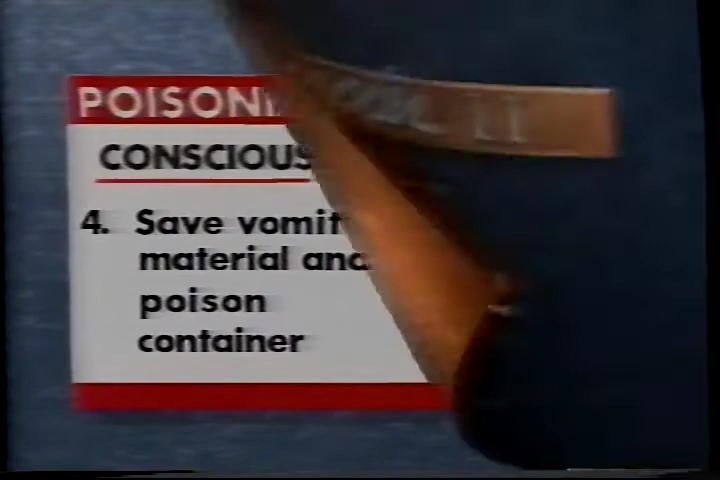 POISON
CONSCIOUS
4. Save vomit
material and
poison
container